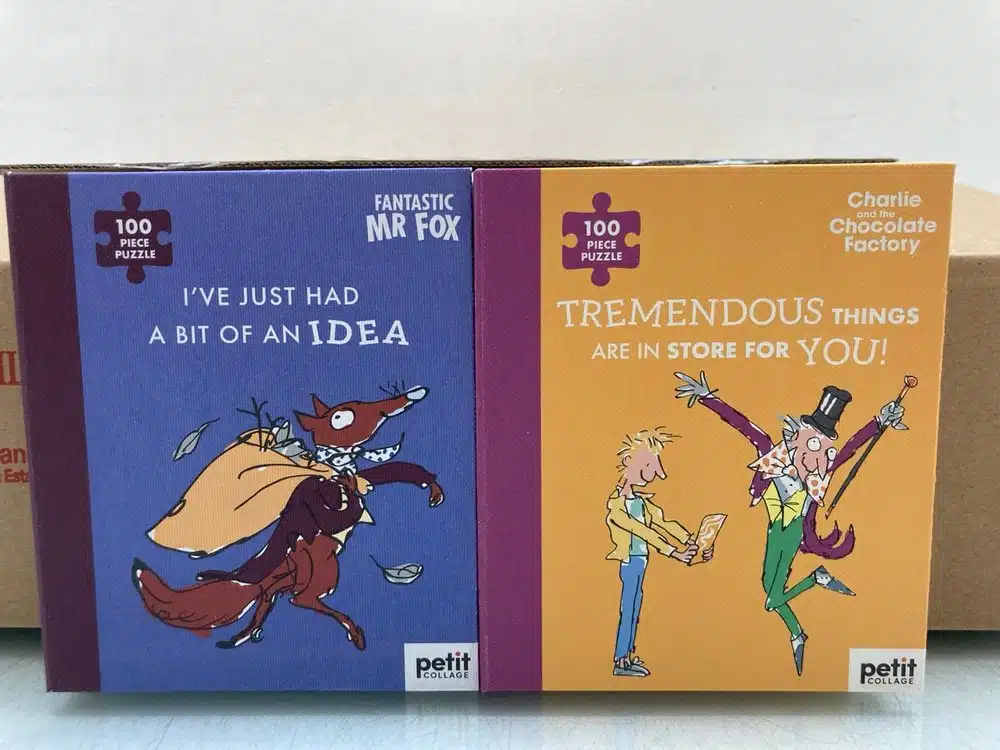 100
PIECE
PUZZLE
FANTASTIC
MR FOX
I'VE JUST HAD
A BIT OF AN IDEA
petit
COLLAGE
100
PIECE
PUZZLE
Charlie
and the
Chocolate
Factory
TREMENDOUS THINGS
ARE IN STORE FOR YOU!
petit
COLLAGE